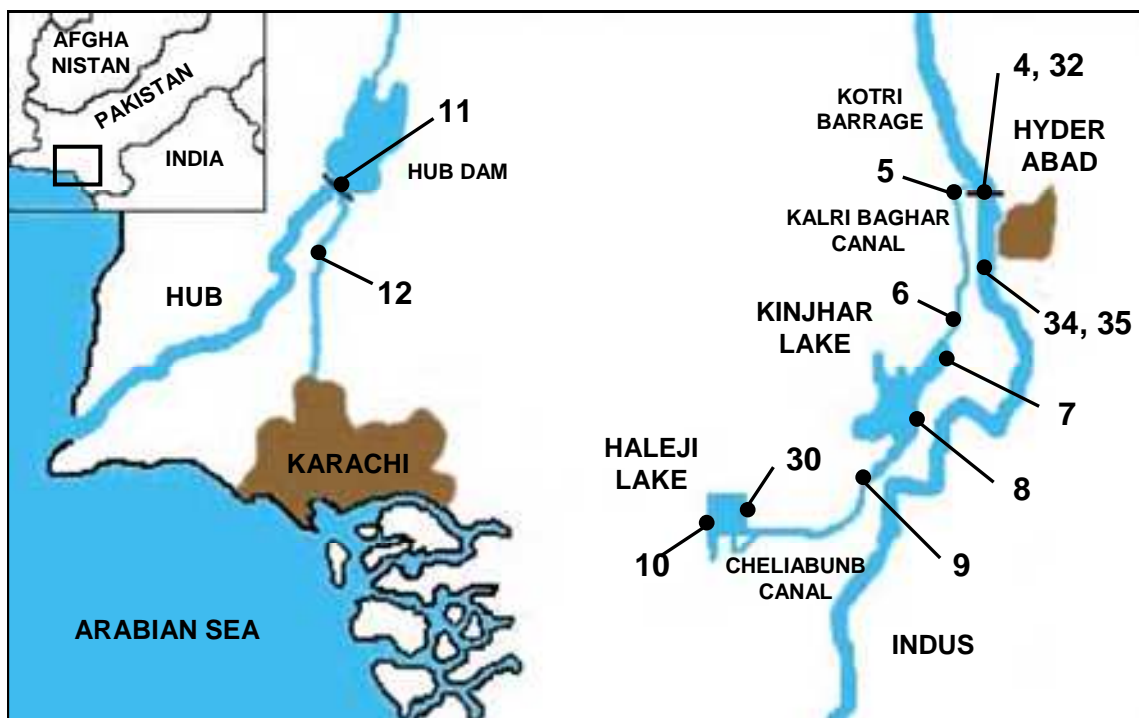 AFGHA
NISTAN
PAKISTAN
INDIA
11
HUB DAM
12
HUB
KARACHI
ARABIAN SEA
4, 32
KOTRI
BARRAGE
HYDER
ABAD
5
KALRI BAGHAR
CANAL
6
34, 35
KINJHAR
LAKE
7
8
HALEJI
LAKE
30
9
10
CHELIABUNB
CANAL
INDUS